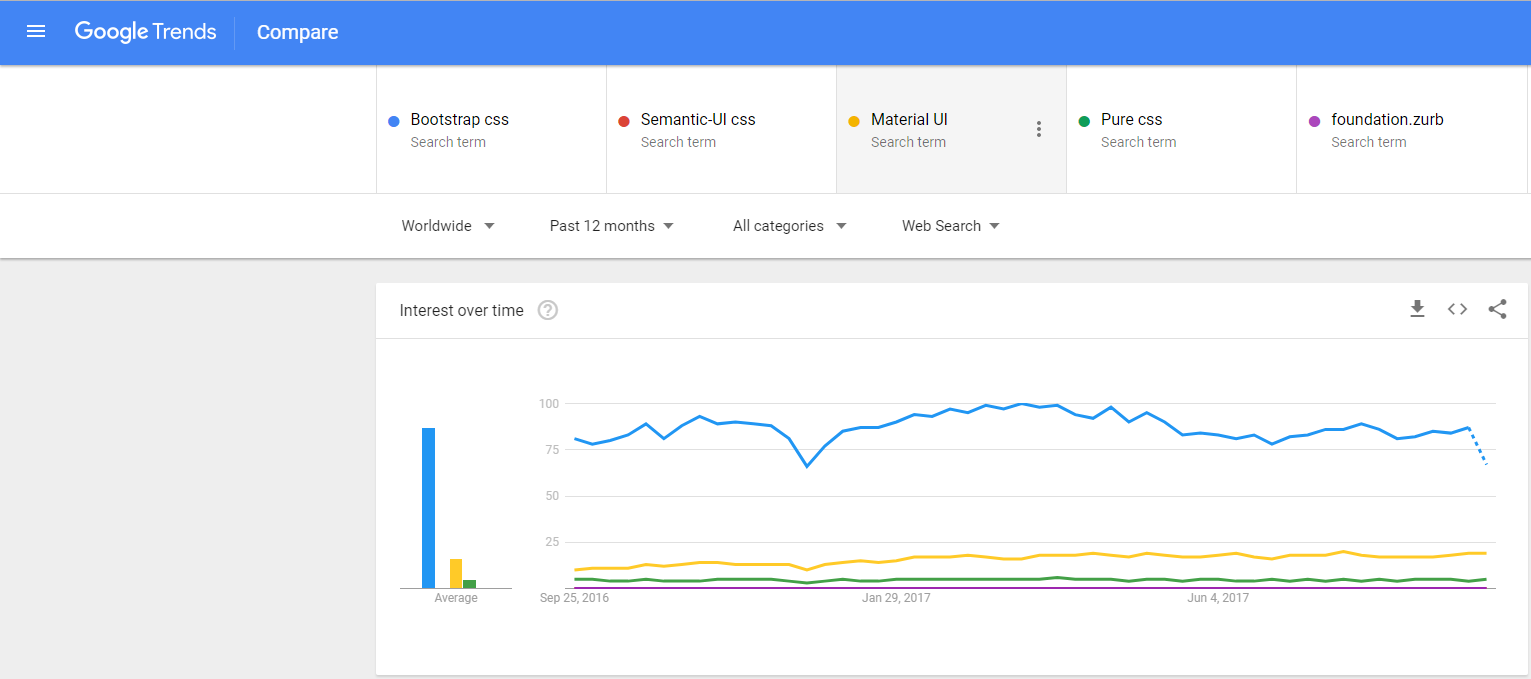 Google Trends Compare
Bootstrap css
Search term
Semantic-UI css
Search term
Material UI
Search term
Pure css
Search term
foundation.zurb
Search term
Worldwide Past 12 months All categories Web Search
Interest over time ?
100
75
50
25
Average
Sep 25, 2016 Jan 29, 2017 Jun 4, 2017